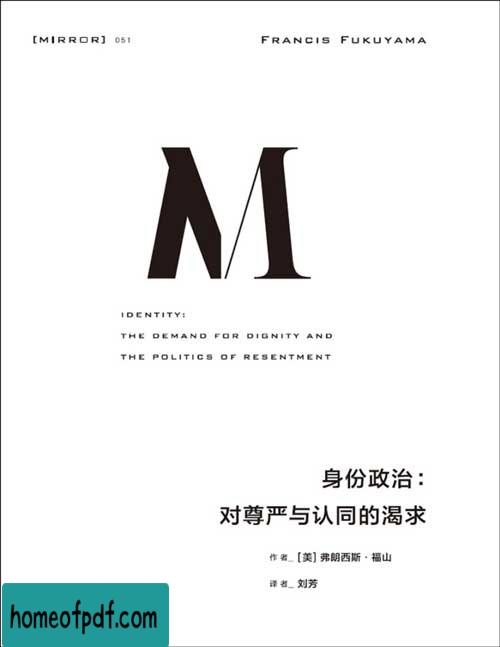 [MIRROR] 051
FRANCIS FUKUYAMA
M
IDENTITY:
THE DEMAND FOR DIGNITY AND
THE POLITICS OF RESENTMENT
身份政治：
对尊严与认同的渴求
作者_ [美] 弗朗西斯·福山
译者_ 刘芳
homeofpdf.com